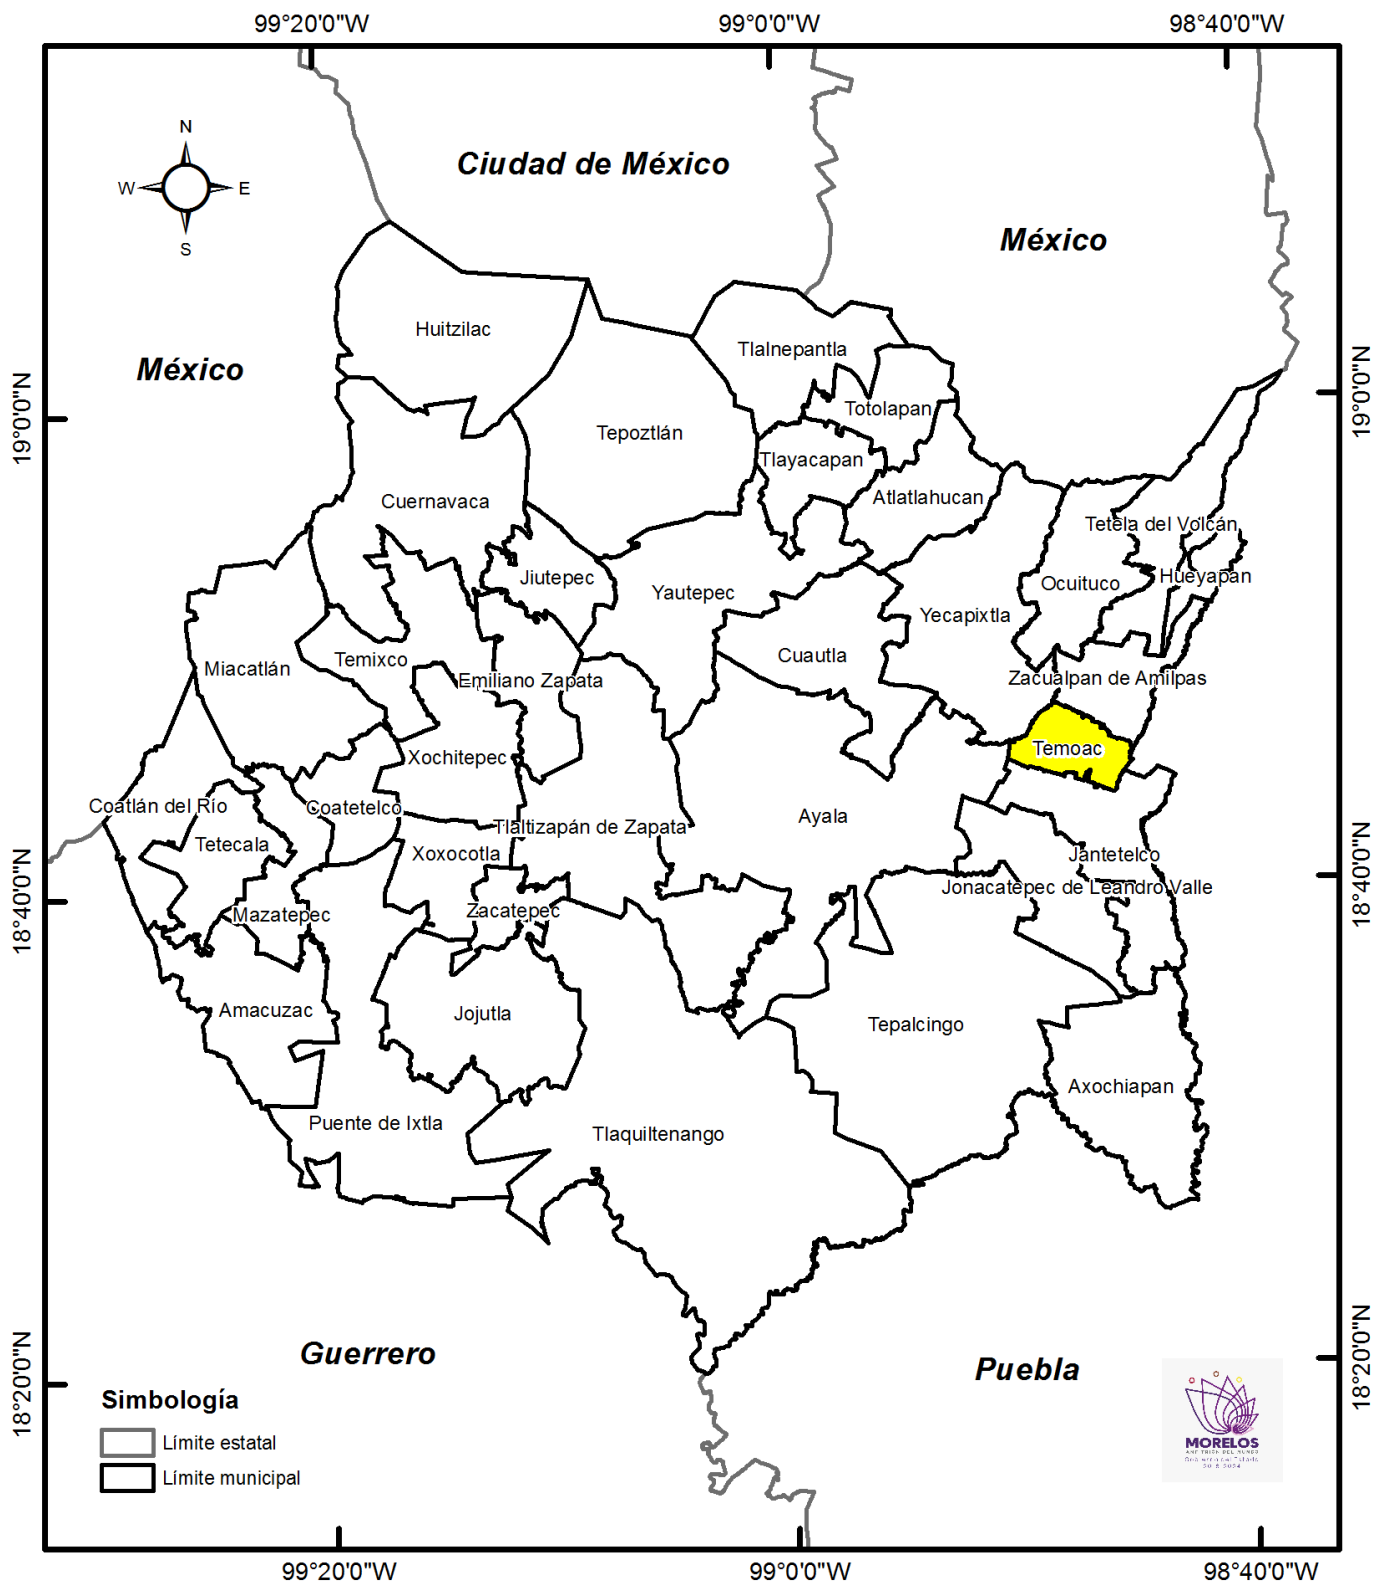 99°20'0"W
99°0'0"W
98°40'0"W
N
W
E
S
Ciudad de México
México
México
Huitzilac
Tlalnepantla
19°0'0"N
19°0'0"N
Totolapan
Tepoztlán
Tlayacapan
Cuernavaca
Atlatlahucan
Tetela del Volcán
Jiutepec
Hueyapan
Ocuituco
Yautepec
Yecapixtla
Cuautla
Temixco
Miacatlán
Emiliano Zapata
Zacualpan de Amilpas
Temoac
Xochitepec
Coatlán del Río
Coatetelco
Ayala
Tlaltizapán de Zapata
Tetecala
Xoxocotla
Jantetelco
Jonacatepec de Leandro Valle
18°40'0"N
18°40'0"N
Mazatepec
Zacatepec
Amacuzac
Jojutla
Tepalcingo
Axochiapan
Puente de Ixtla
Tlaquiltenango
Guerrero
Puebla
18°20'0"N
18°20'0"N
Simbología
Límite estatal
Límite municipal
MORELOS
99°20'0"W
99°0'0"W
98°40'0"W